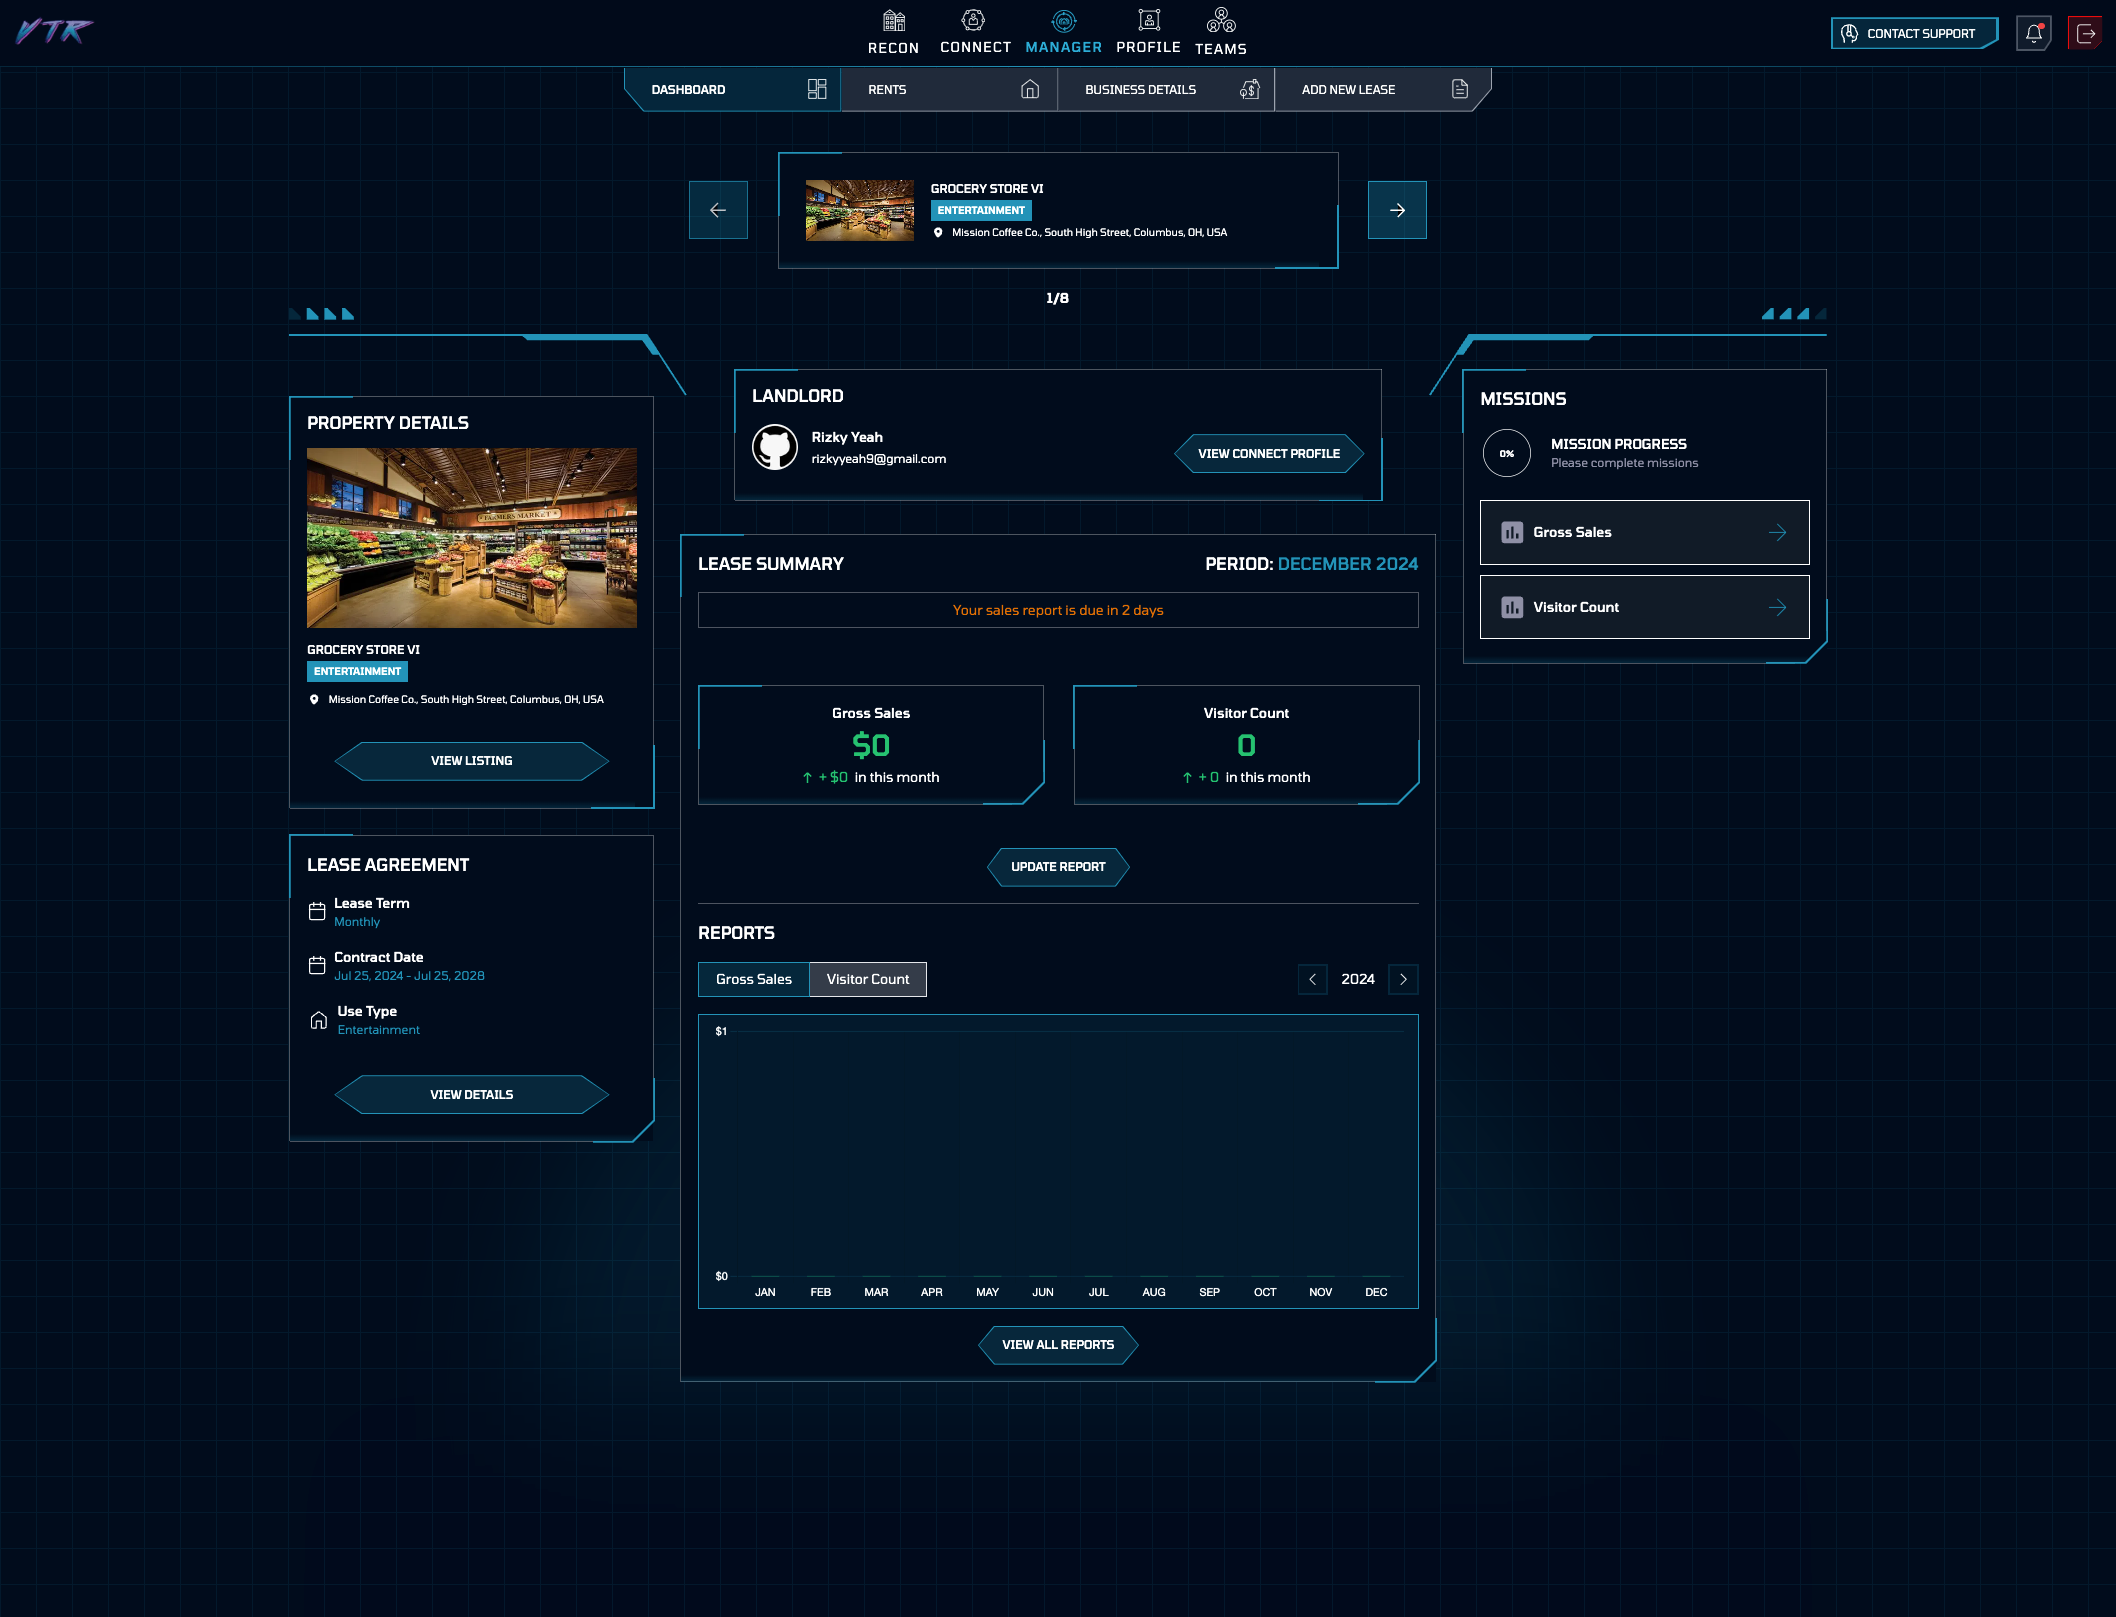 VTR
RECON
CONNECT
MANAGER
PROFILE
TEAMS
CONTACT SUPPORT
DASHBOARD
RENTS
BUSINESS DETAILS
ADD NEW LEASE
GROCERY STORE VI
ENTERTAINMENT
Mission Coffee Co., South High Street, Columbus, OH, USA
1/8
PROPERTY DETAILS
FARMERS MARKET
GROCERY STORE VI
ENTERTAINMENT
Mission Coffee Co., South High Street, Columbus, OH, USA
VIEW LISTING
LEASE AGREEMENT
Lease Term
Monthly
Contract Date
Jul 25, 2024 - Jul 25, 2028
Use Type
Entertainment
VIEW DETAILS
LANDLORD
Rizky Yeah
rizkyyeah9@gmail.com
VIEW CONNECT PROFILE
LEASE SUMMARY
PERIOD: DECEMBER 2024
Your sales report is due in 2 days
Gross Sales
$0
+ $0 in this month
Visitor Count
0
+ 0 in this month
UPDATE REPORT
REPORTS
Gross Sales
Visitor Count
2024
$1
$0
JAN FEB MAR APR MAY JUN JUL AUG SEP OCT NOV DEC
VIEW ALL REPORTS
MISSIONS
0%
MISSION PROGRESS
Please complete missions
Gross Sales
Visitor Count